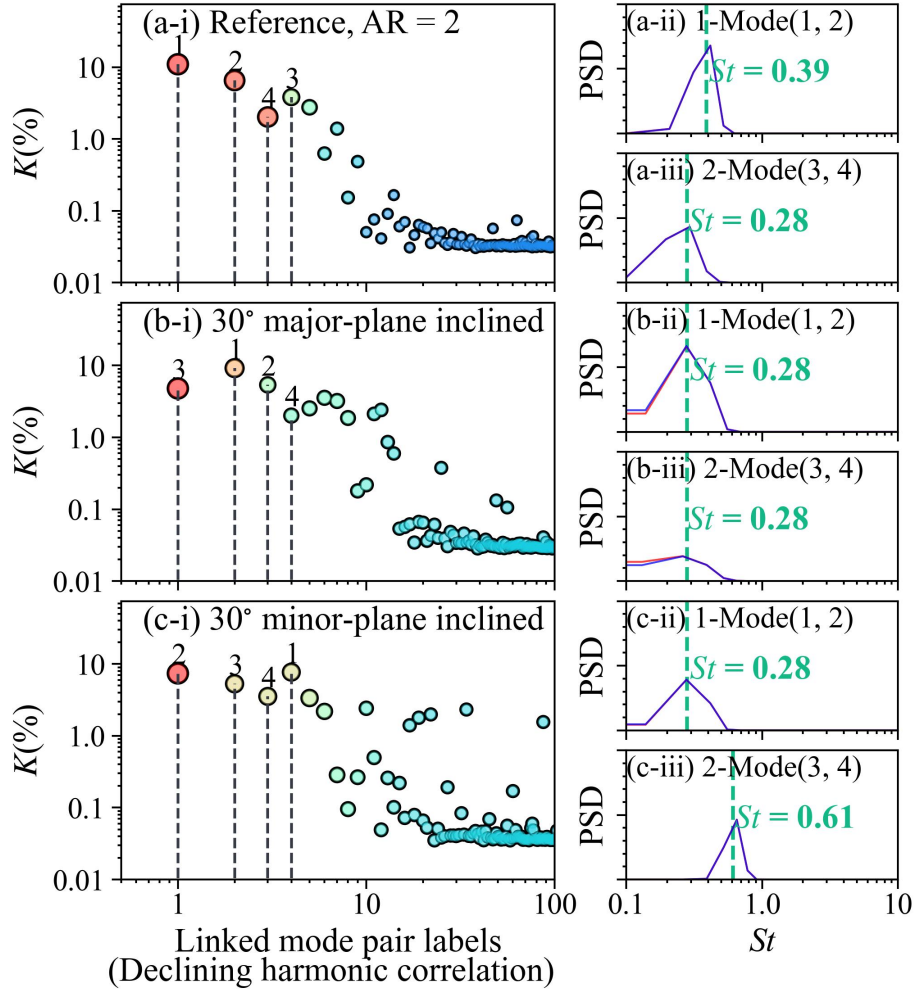 (a-i) Reference, AR = 2
1
2
4
3
10
1.0
0.1
0.01
K(%)
(a-ii) 1-Mode(1, 2)
St = 0.39
PSD
(a-iii) 2-Mode(3, 4)
St = 0.28
PSD
(b-i) 30° major-plane inclined
3
1
2
4
10
1.0
0.1
0.01
K(%)
(b-ii) 1-Mode(1, 2)
St = 0.28
PSD
(b-iii) 2-Mode(3, 4)
St = 0.28
PSD
(c-i) 30° minor-plane inclined
2
3
4
1
10
1.0
0.1
0.01
K(%)
1
10
100
Linked mode pair labels
(Declining harmonic correlation)
(c-ii) 1-Mode(1, 2)
St = 0.28
PSD
(c-iii) 2-Mode(3, 4)
St = 0.61
PSD
0.1
1.0
10
St